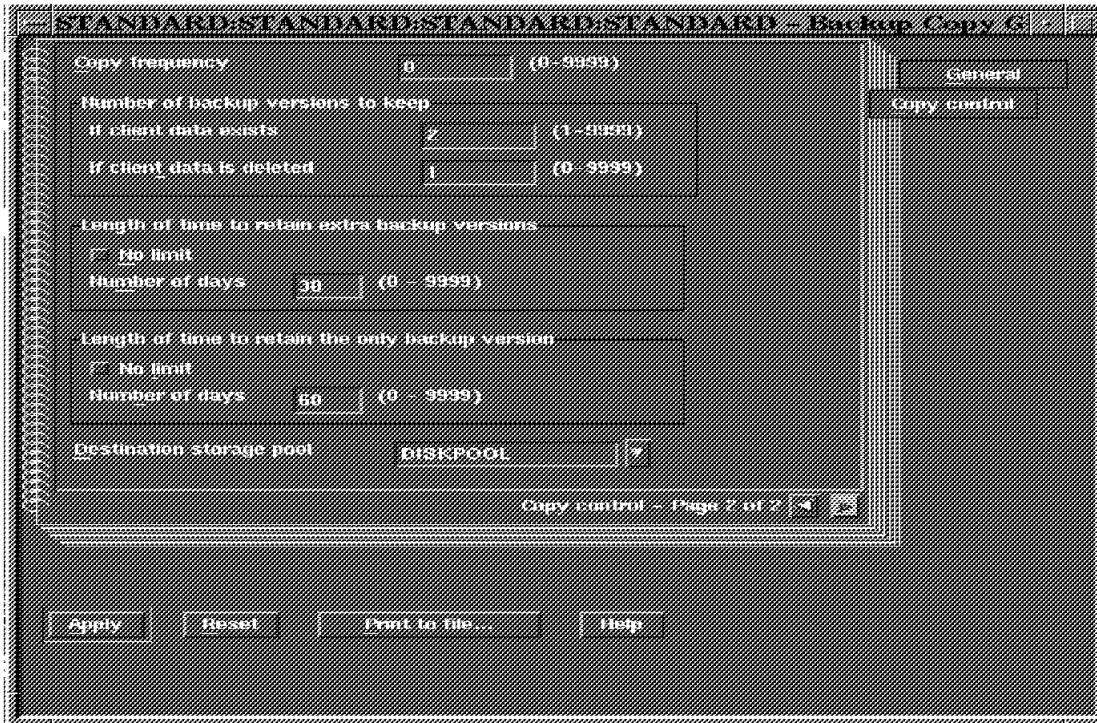 STANDARD:STANDARD:STANDARD:STANDARD - Backup Copy G
Copy frequency 0 (0-9999)
General
Number of backup versions to keep
Copy control
If client data exists 2 (1-9999)
If client data is deleted 1 (0-9999)
Length of time to retain extra backup versions
No limit
Number of days 30 (0 - 9999)
Length of time to retain the only backup version
No limit
Number of days 60 (0 - 9999)
Destination storage pool DISKPOOL
Copy control - Page 2 of 2
Apply Reset Print to file... Help